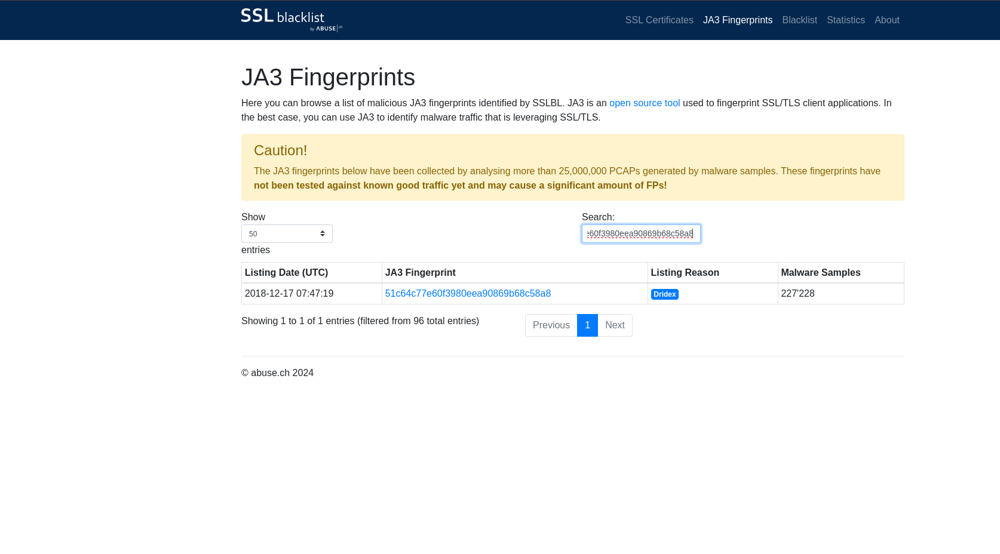 SSL blacklist
by ABUSE|ch
SSL Certificates JA3 Fingerprints Blacklist Statistics About
JA3 Fingerprints
Here you can browse a list of malicious JA3 fingerprints identified by SSLBL. JA3 is an open source tool used to fingerprint SSL/TLS client applications. In
the best case, you can use JA3 to identify malware traffic that is leveraging SSL/TLS.
Caution!
The JA3 fingerprints below have been collected by analysing more than 25,000,000 PCAPs generated by malware samples. These fingerprints have
not been tested against known good traffic yet and may cause a significant amount of FPs!
Show
50
entries
Search:
e60f3980eea90869b68c58a8
Listing Date (UTC) JA3 Fingerprint Listing Reason Malware Samples
2018-12-17 07:47:19 51c64c77e60f3980eea90869b68c58a8 Dridex 227'228
Showing 1 to 1 of 1 entries (filtered from 96 total entries)
Previous 1 Next
© abuse.ch 2024